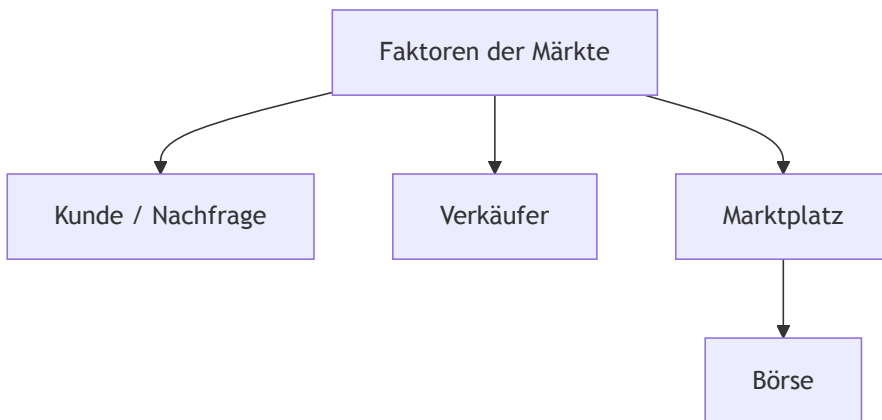 Faktoren der Märkte
Kunde / Nachfrage
Verkäufer
Marktplatz
Börse